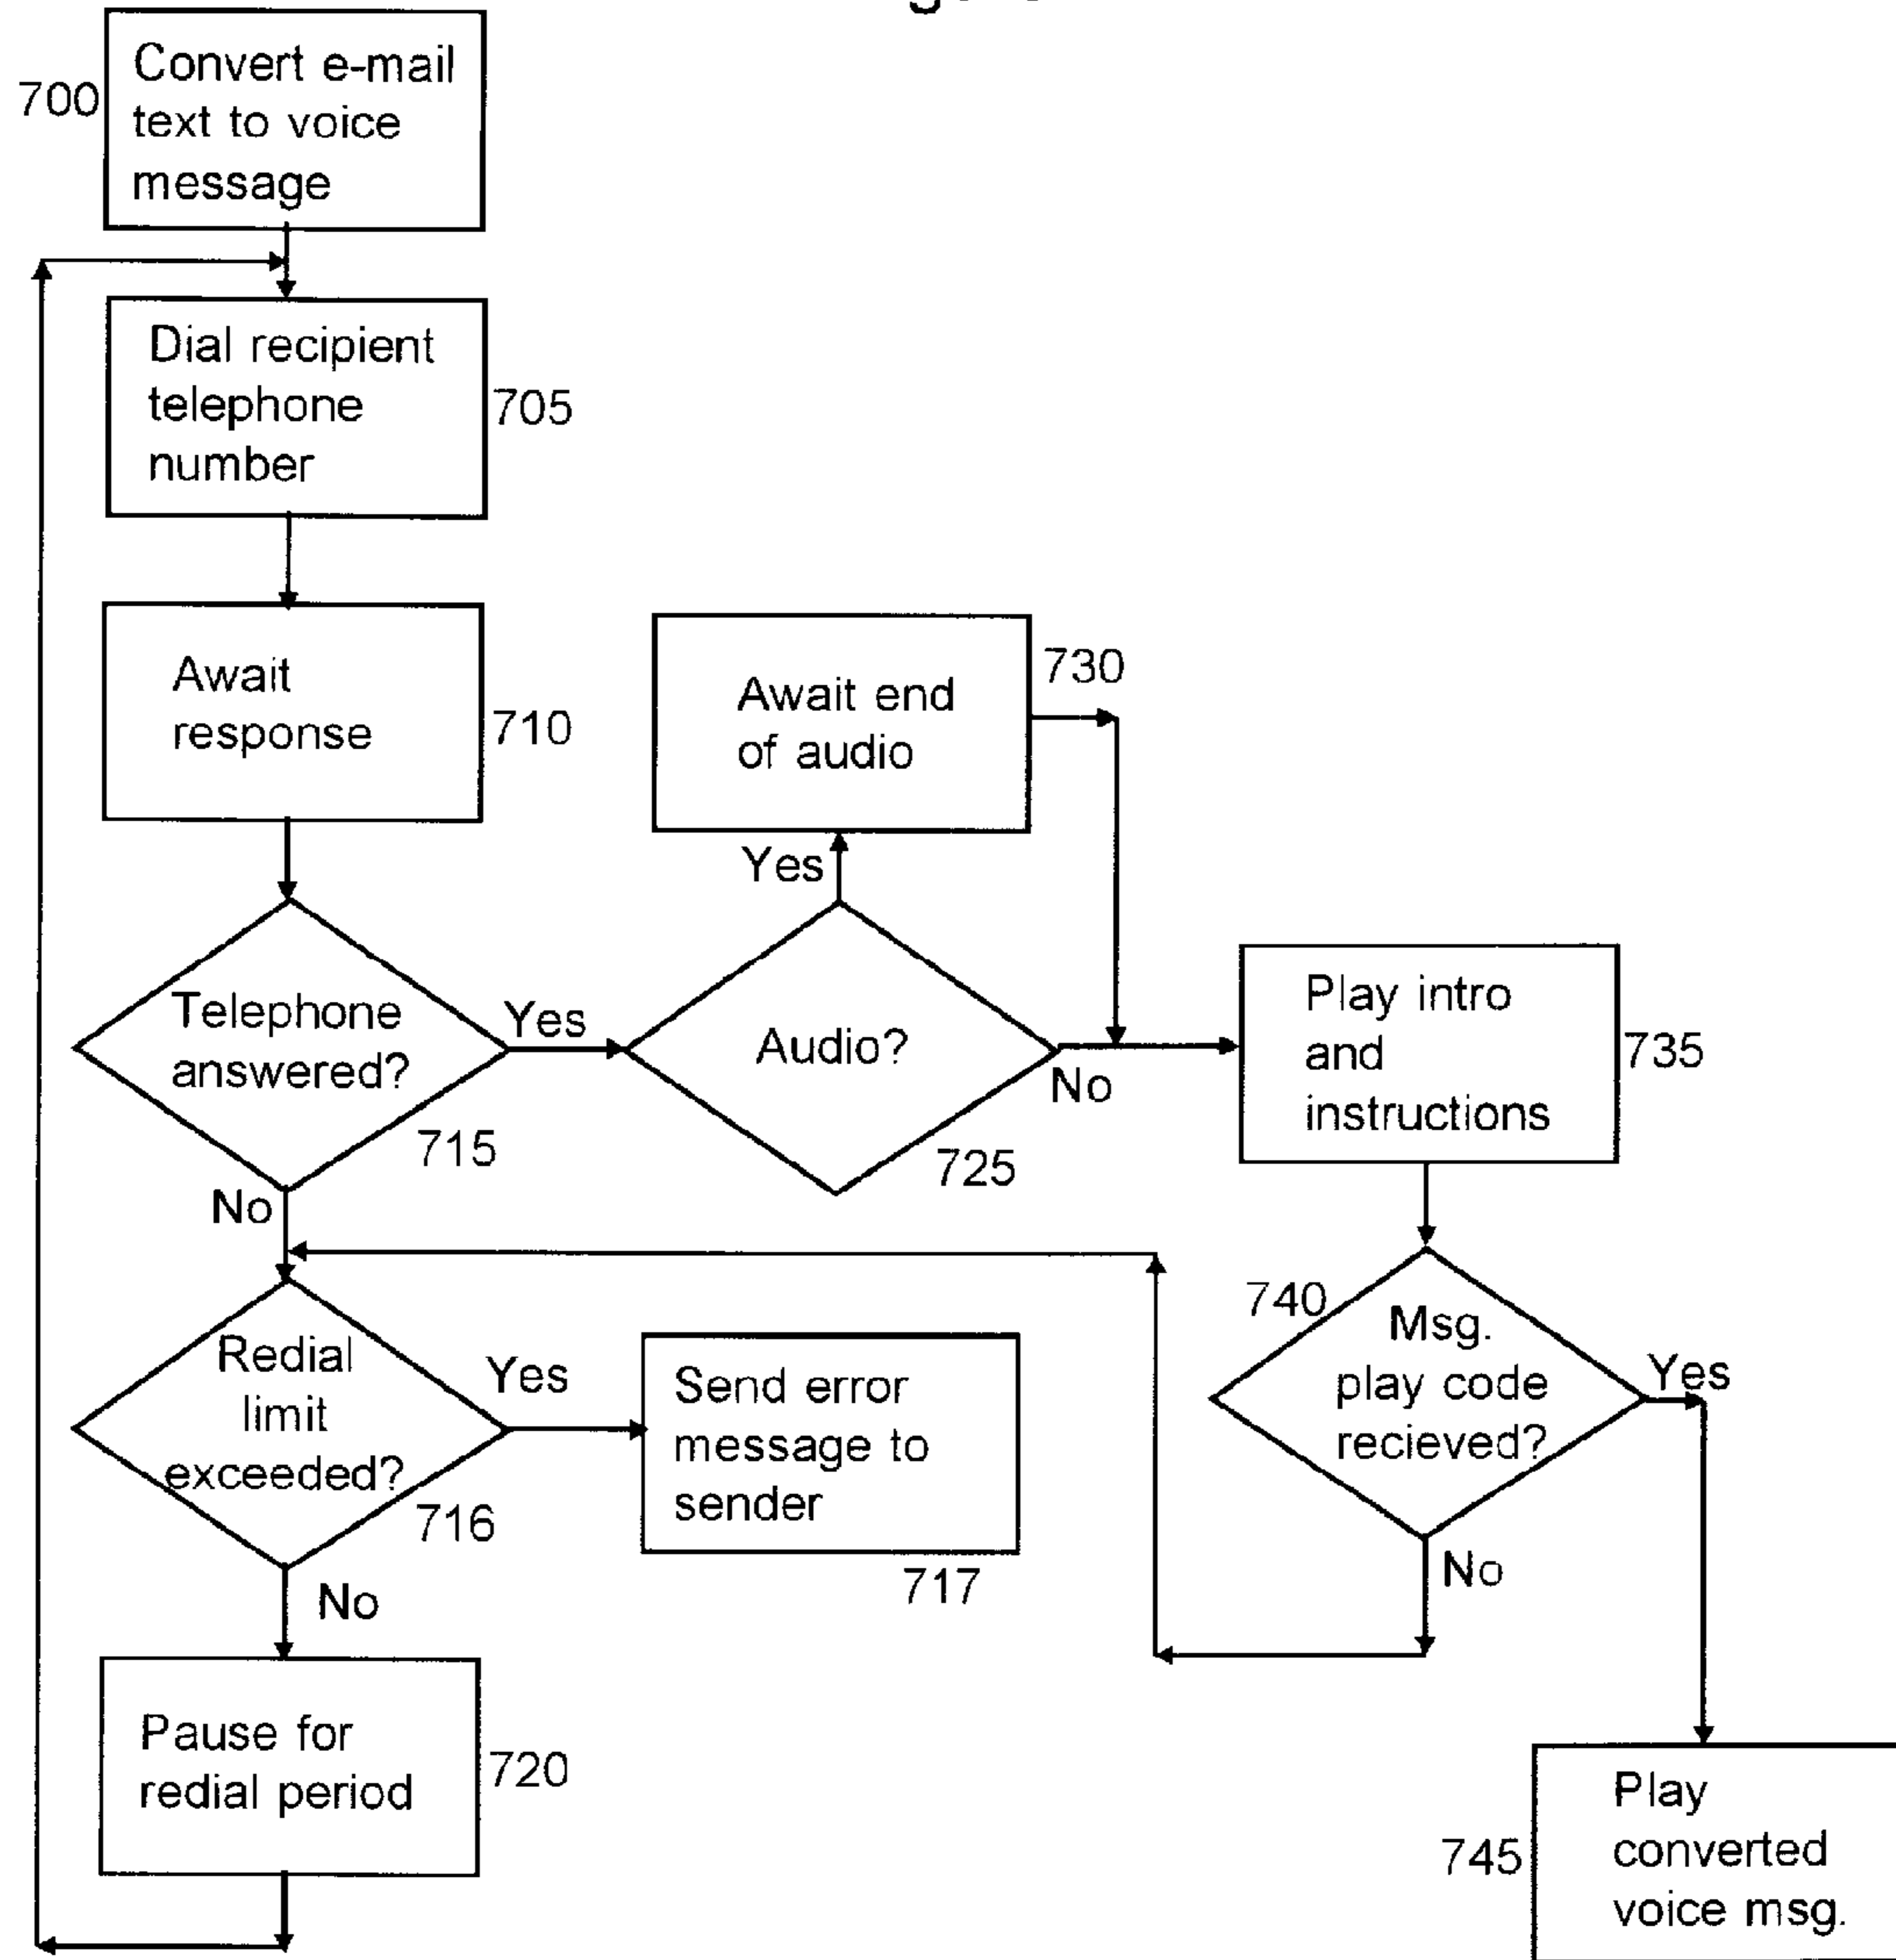 Convert e-mail
text to voice
message
700
Dial recipient
telephone
number
705
Await
response
710
Await end
of audio
730
Yes
Telephone
answered?
715
Yes
Audio?
725
No
Play intro
and
instructions
735
No
Redial
limit
exceeded?
716
Yes
Send error
message to
sender
717
740
Msg.
play code
recieved?
Yes
No
No
Pause for
redial period
720
745
Play
converted
voice msg.